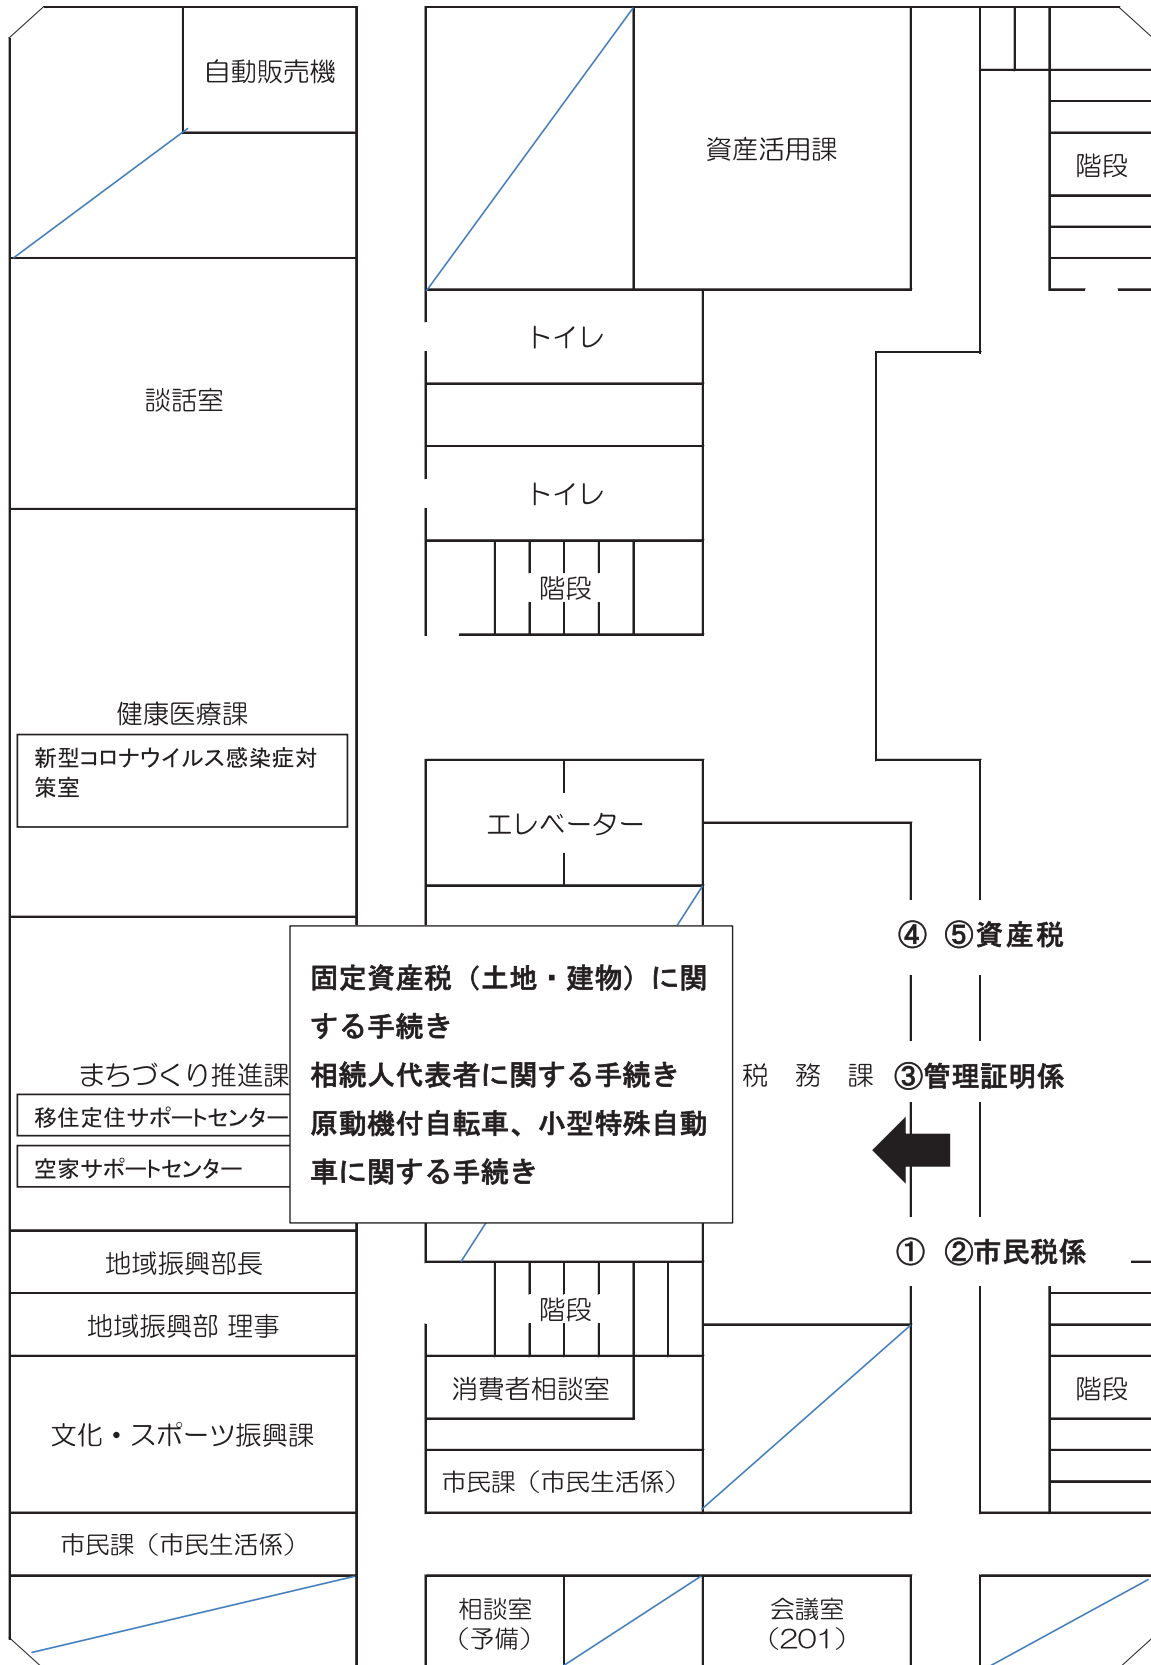 自動販売機
資産活用課
階段
トイレ
談話室
トイレ
階段
健康医療課
新型コロナウイルス感染症対
策室
エレベーター
④ ⑤資産税
固定資産税（土地・建物）に関
する手続き
相続人代表者に関する手続き
原動機付自転車、小型特殊自動
車に関する手続き
まちづくり推進課
移住定住サポートセンター
空家サポートセンター
税 務 課 ③管理証明係
① ②市民税係
地域振興部長
地域振興部 理事
階段
消費者相談室
階段
文化・スポーツ振興課
市民課（市民生活係）
市民課（市民生活係）
相談室
（予備）
会議室
（201）